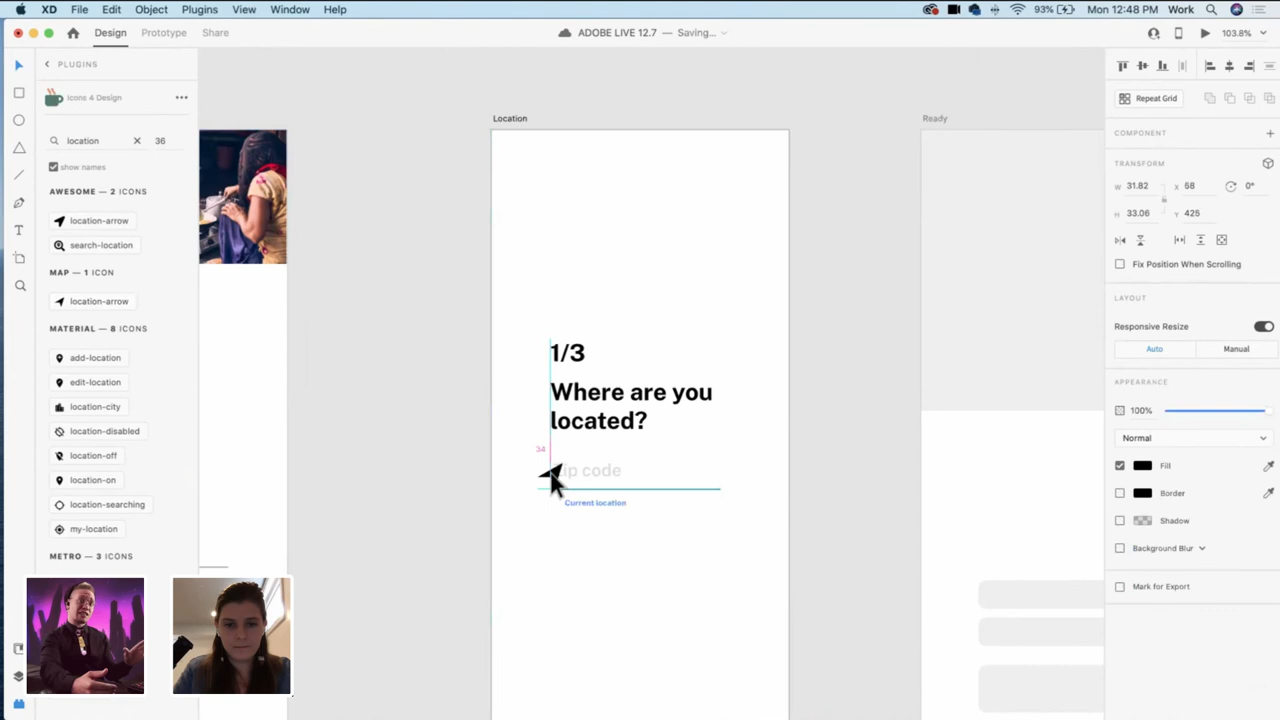 XD File Edit Object Plugins View Window Help
93% Mon 12:48 PM Work
Design Prototype Share
ADOBE LIVE 12.7 — Saving...
103.8%
PLUGINS
Icons 4 Design
location 36
show names
AWESOME — 2 ICONS
location-arrow
search-location
MAP — 1 ICON
location-arrow
MATERIAL — 8 ICONS
add-location
edit-location
location-city
location-disabled
location-off
location-on
location-searching
my-location
METRO — 3 ICONS
Location
1/3
Where are you
located?
34
ip code
Current location
Ready
Repeat Grid
COMPONENT
TRANSFORM
W 31.82 X 68 0°
H 33.06 Y 425
Fix Position When Scrolling
LAYOUT
Responsive Resize
Auto Manual
APPEARANCE
100%
Normal
Fill
Border
Shadow
Background Blur
Mark for Export